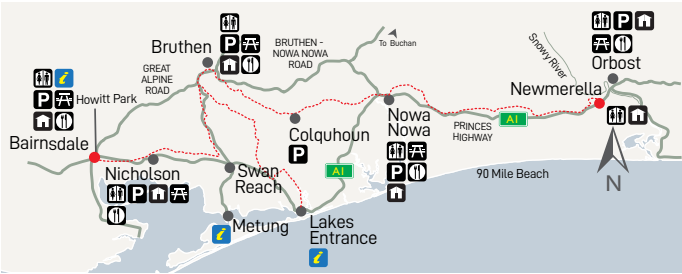 Bruthen
BRUTHEN -
NOWA NOWA
ROAD
To Buchan
Snowy River
Orbost
Newmerella
GREAT
ALPINE
ROAD
Howitt Park
Bairnsdale
Nicholson
Colquhoun
Nowa
Nowa
PRINCES
HIGHWAY
A1
A1
Swan
Reach
Metung
Lakes
Entrance
90 Mile Beach
N
P
P
P
P
P
P
i
i
i